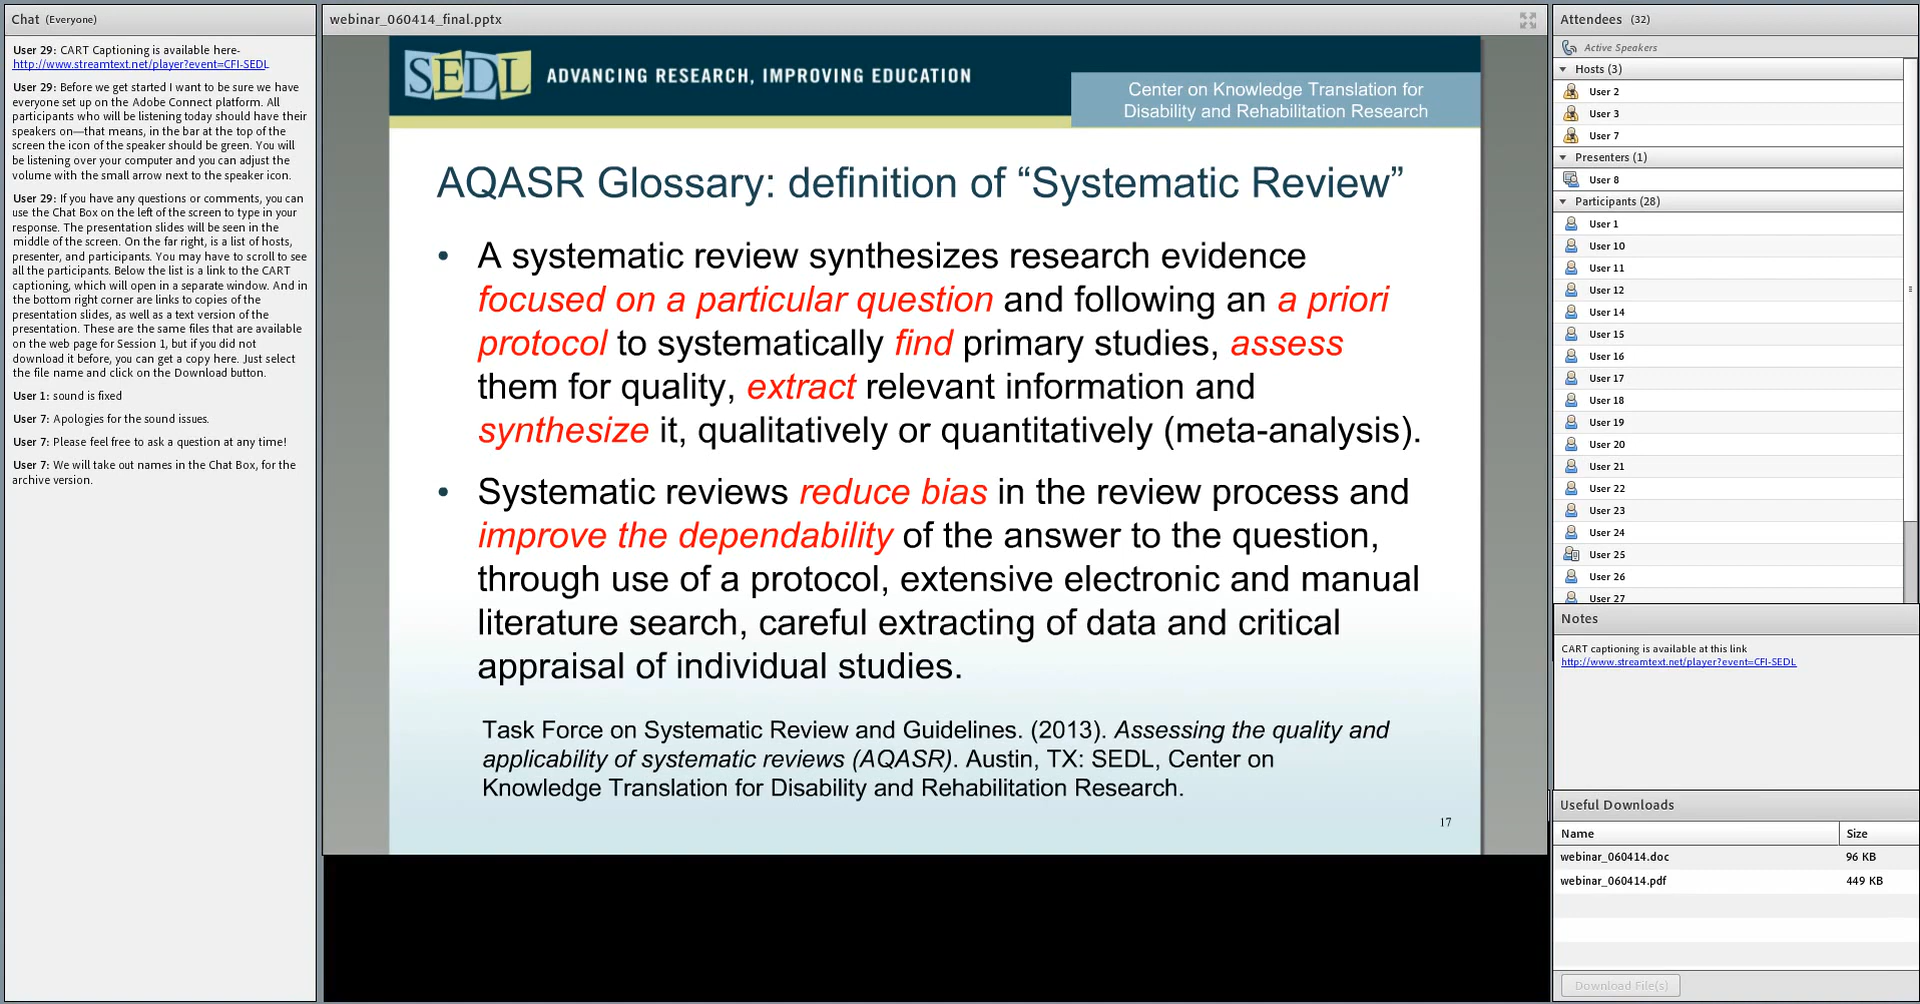 Chat (Everyone)
User 29: CART Captioning is available here-
http://www.streamtext.net/player?event=CFI-SEDL
User 29: Before we get started I want to be sure we have
everyone set up on the Adobe Connect platform. All
participants who will be listening today should have their
speakers on—that means, in the bar at the top of the
screen the icon of the speaker should be green. You will
be listening over your computer and you can adjust the
volume with the small arrow next to the speaker icon.
User 29: If you have any questions or comments, you can
use the Chat Box on the left of the screen to type in your
response. The presentation slides will be seen in the
middle of the screen. On the far right, is a list of hosts,
presenter, and participants. You may have to scroll to see
all the participants. Below the list is a link to the CART
captioning, which will open in a separate window. And in
the bottom right corner are links to copies of the
presentation slides, as well as a text version of the
presentation. These are the same files that are available
on the web page for Session 1, but if you did not
download it before, you can get a copy here. Just select
the file name and click on the Download button.
User 1: sound is fixed
User 7: Apologies for the sound issues.
User 7: Please feel free to ask a question at any time!
User 7: We will take out names in the Chat Box, for the
archive version.
webinar_060414_final.pptx
SEDL ADVANCING RESEARCH, IMPROVING EDUCATION
Center on Knowledge Translation for
Disability and Rehabilitation Research
AQASR Glossary: definition of “Systematic Review”
• A systematic review synthesizes research evidence
focused on a particular question and following an a priori
protocol to systematically find primary studies, assess
them for quality, extract relevant information and
synthesize it, qualitatively or quantitatively (meta-analysis).
• Systematic reviews reduce bias in the review process and
improve the dependability of the answer to the question,
through use of a protocol, extensive electronic and manual
literature search, careful extracting of data and critical
appraisal of individual studies.
Task Force on Systematic Review and Guidelines. (2013). Assessing the quality and
applicability of systematic reviews (AQASR). Austin, TX: SEDL, Center on
Knowledge Translation for Disability and Rehabilitation Research.
17
Attendees (32)
Active Speakers
Hosts (3)
User 2
User 3
User 7
Presenters (1)
User 8
Participants (28)
User 1
User 10
User 11
User 12
User 14
User 15
User 16
User 17
User 18
User 19
User 20
User 21
User 22
User 23
User 24
User 25
User 26
User 27
Notes
CART captioning is available at this link
http://www.streamtext.net/player?event=CFI-SEDL
Useful Downloads
Name Size
webinar_060414.doc 96 KB
webinar_060414.pdf 449 KB
Download File(s)